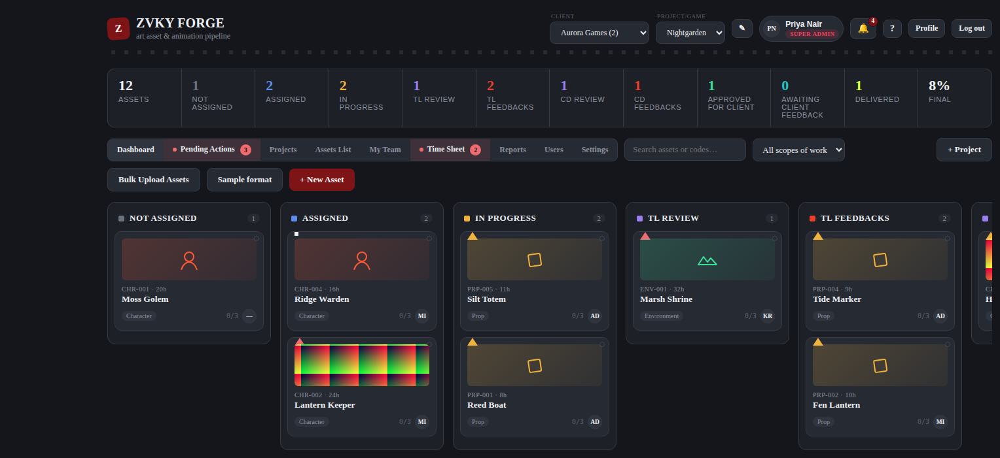 Z
ZVKY FORGE
art asset & animation pipeline
CLIENT
Aurora Games (2)
PROJECT/GAME
Nightgarden
PN
Priya Nair
SUPER ADMIN
4
?
Profile
Log out
12
ASSETS
1
NOT
ASSIGNED
2
ASSIGNED
2
IN
PROGRESS
1
TL REVIEW
2
TL
FEEDBACKS
1
CD REVIEW
1
CD
FEEDBACKS
1
APPROVED
FOR CLIENT
0
AWAITING
CLIENT
FEEDBACK
1
DELIVERED
8%
FINAL
Dashboard
Pending Actions 3
Projects
Assets List
My Team
Time Sheet 2
Reports
Users
Settings
Search assets or codes…
All scopes of work
+ Project
Bulk Upload Assets
Sample format
+ New Asset
NOT ASSIGNED 1
CHR-001 · 20h
Moss Golem
Character 0/3 —
ASSIGNED 2
CHR-004 · 16h
Ridge Warden
Character 0/3 MI
CHR-002 · 24h
Lantern Keeper
Character 0/3 MI
IN PROGRESS 2
PRP-005 · 11h
Silt Totem
Prop 0/3 AD
PRP-001 · 8h
Reed Boat
Prop 0/3 AD
TL REVIEW 1
ENV-001 · 32h
Marsh Shrine
Environment 0/3 KR
TL FEEDBACKS 2
PRP-004 · 9h
Tide Marker
Prop 0/3 AD
PRP-002 · 10h
Fen Lantern
Prop 0/3 MI